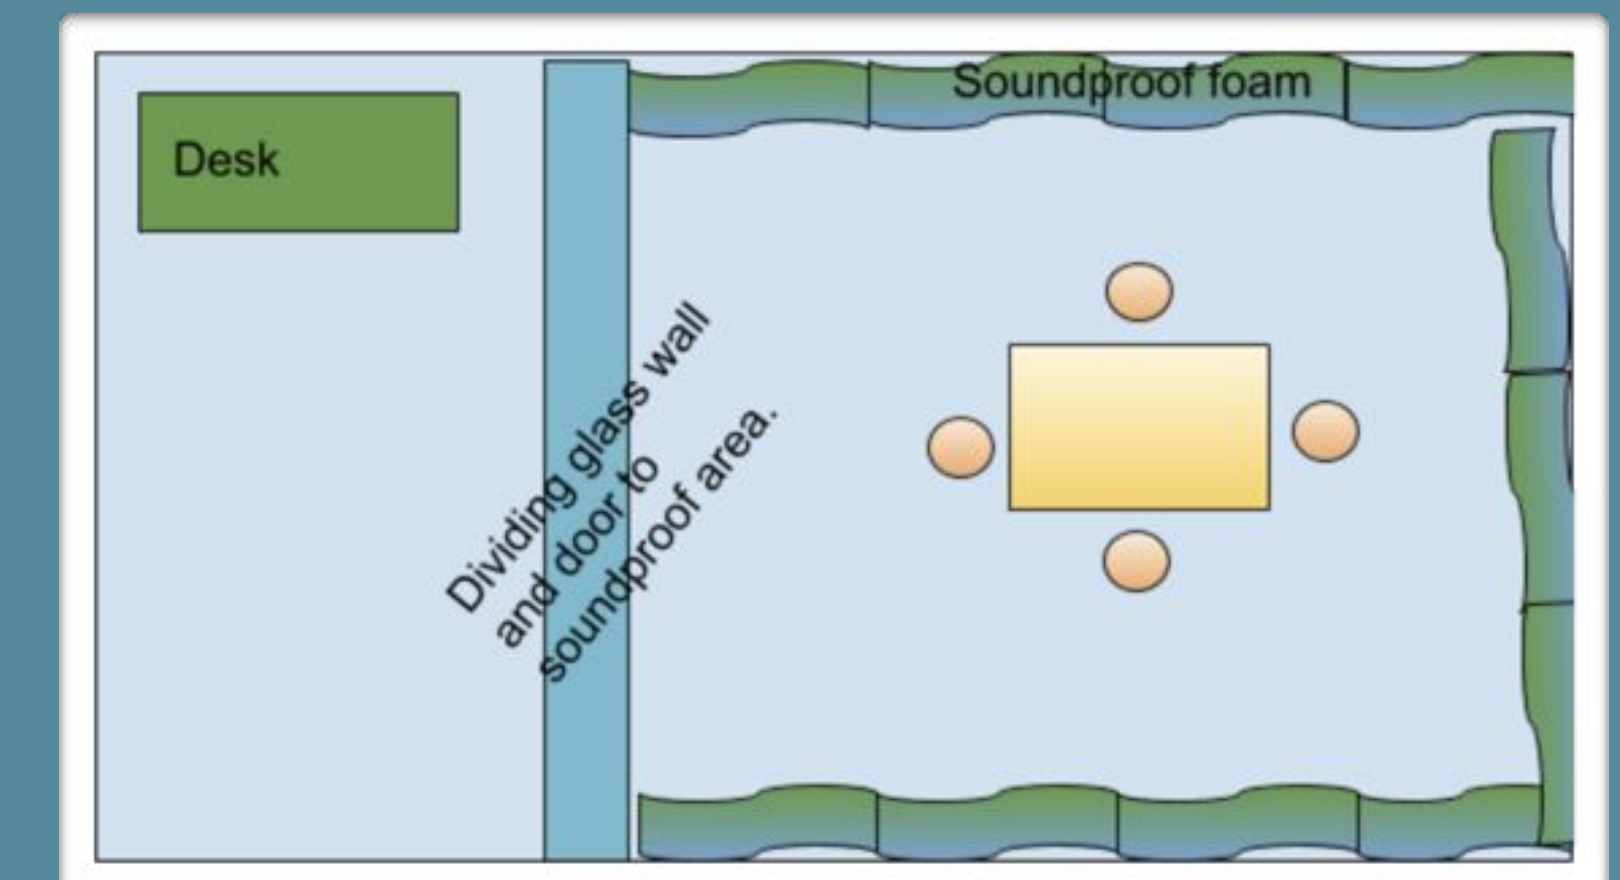 Soundproof foam
Desk
Dividing glass wall
and door to
soundproof area.